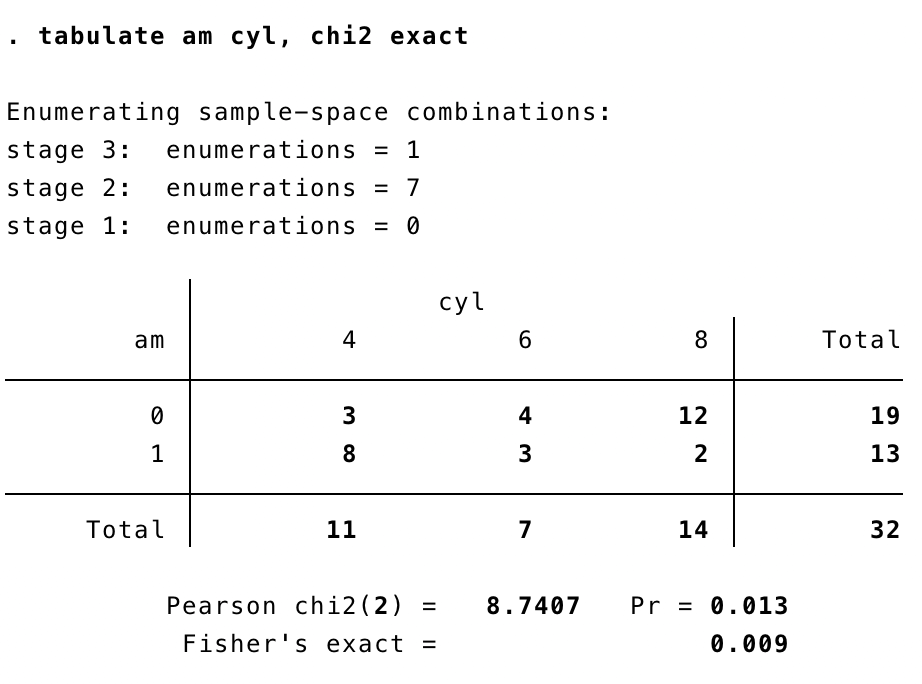 . tabulate am cyl, chi2 exact
Enumerating sample-space combinations:
stage 3:  enumerations = 1
stage 2:  enumerations = 7
stage 1:  enumerations = 0
cyl
am 4 6 8 Total
0 3 4 12 19
1 8 3 2 13
Total 11 7 14 32
Pearson chi2(2) = 8.7407 Pr = 0.013
Fisher's exact = 0.009